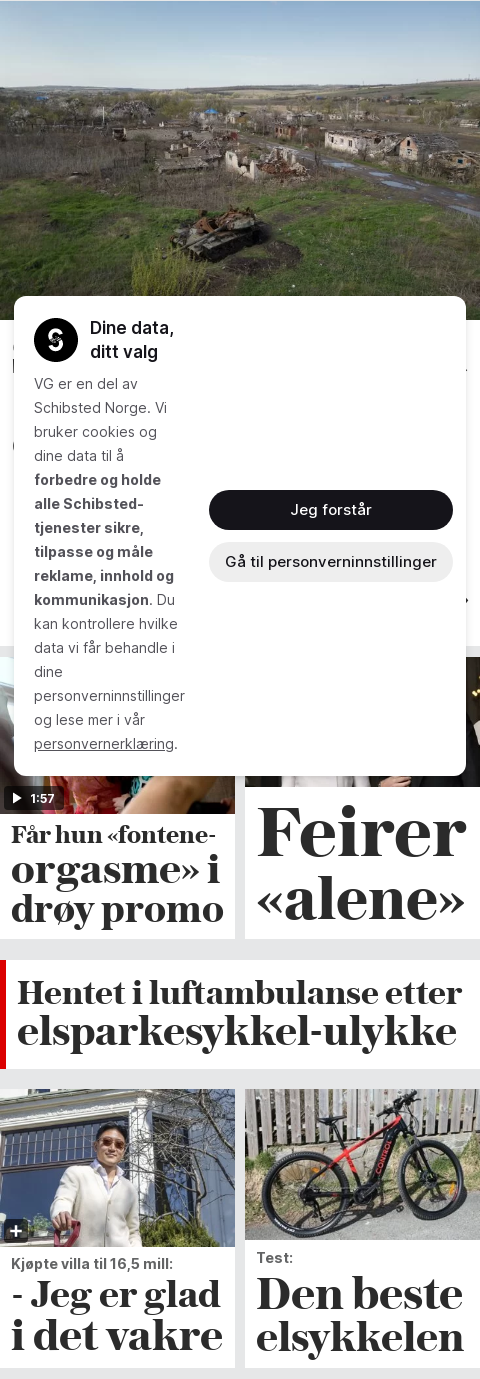 Dine data,
ditt valg
VG er en del av
Schibsted Norge. Vi
bruker cookies og
dine data til å
forbedre og holde
alle Schibsted-
tjenester sikre,
tilpasse og måle
reklame, innhold og
kommunikasjon. Du
kan kontrollere hvilke
data vi får behandle i
dine
personverninnstillinger
og lese mer i vår
personvernerklæring.
Jeg forstår
Gå til personverninnstillinger
1:57
Får hun «fontene-
orgasme» i
drøy promo
Feirer
«alene»
Hentet i luftambulanse etter
elsparkesykkel-ulykke
Kjøpte villa til 16,5 mill:
- Jeg er glad
i det vakre
Test:
Den beste
elsykkelen